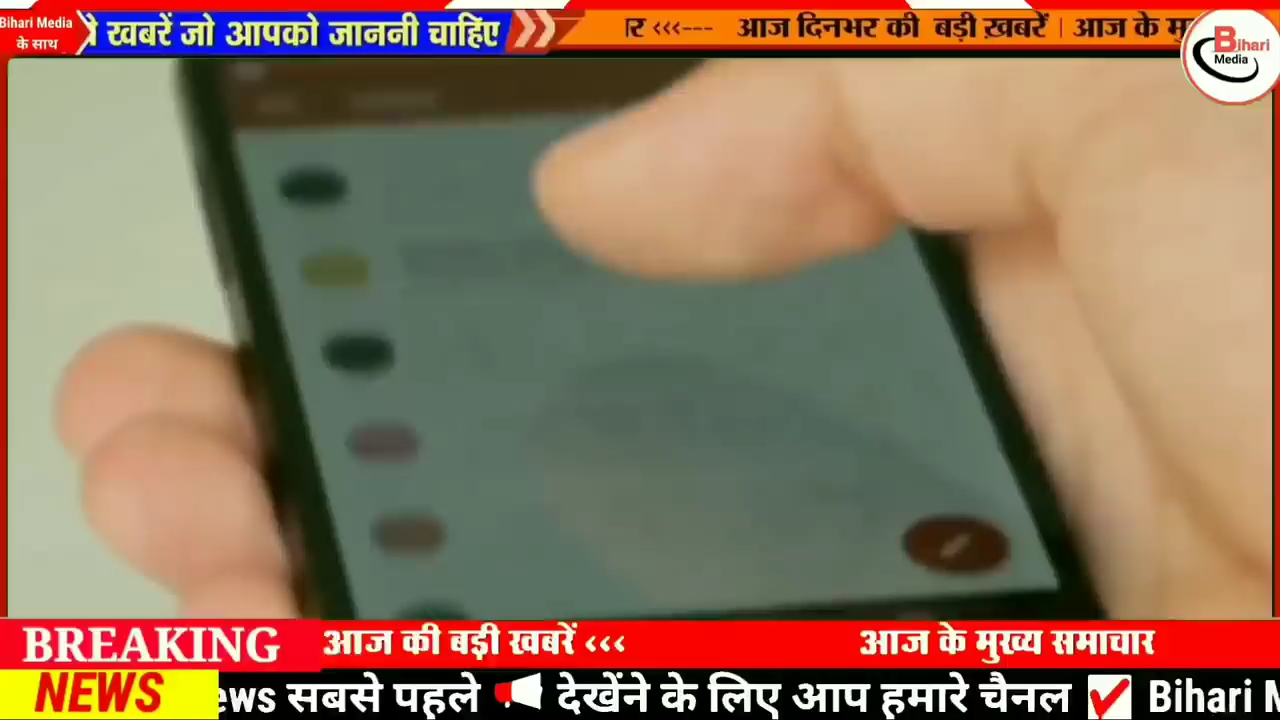 Bihari Media
के साथ
खबरें जो आपको जाननी चाहिए
‹‹‹--- आज दिनभर की बड़ी ख़बरें | आज के
Bihari
Media
BREAKING
NEWS
आज की बड़ी खबरें ‹‹‹ आज के मुख्य समाचार
सबसे पहले देखेंने के लिए आप हमारे चैनल Bihari